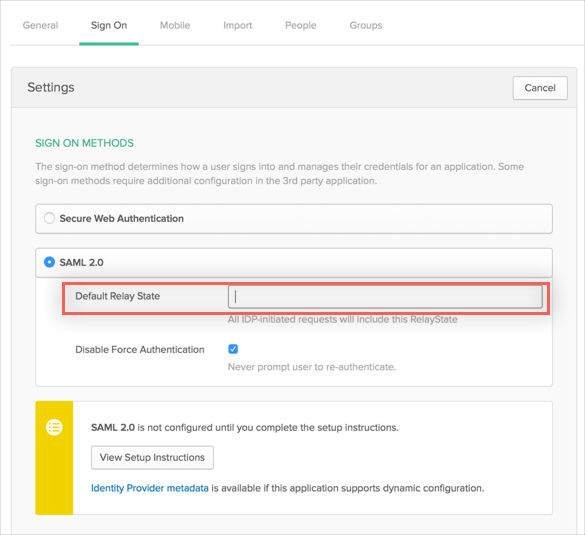 General Sign On Mobile Import People Groups
Settings Cancel
SIGN ON METHODS
The sign-on method determines how a user signs into and manages their credentials for an application. Some
sign-on methods require additional configuration in the 3rd party application.
Secure Web Authentication
SAML 2.0
Default Relay State
All IDP-initiated requests will include this RelayState
Disable Force Authentication
Never prompt user to re-authenticate.
SAML 2.0 is not configured until you complete the setup instructions.
View Setup Instructions
Identity Provider metadata is available if this application supports dynamic configuration.